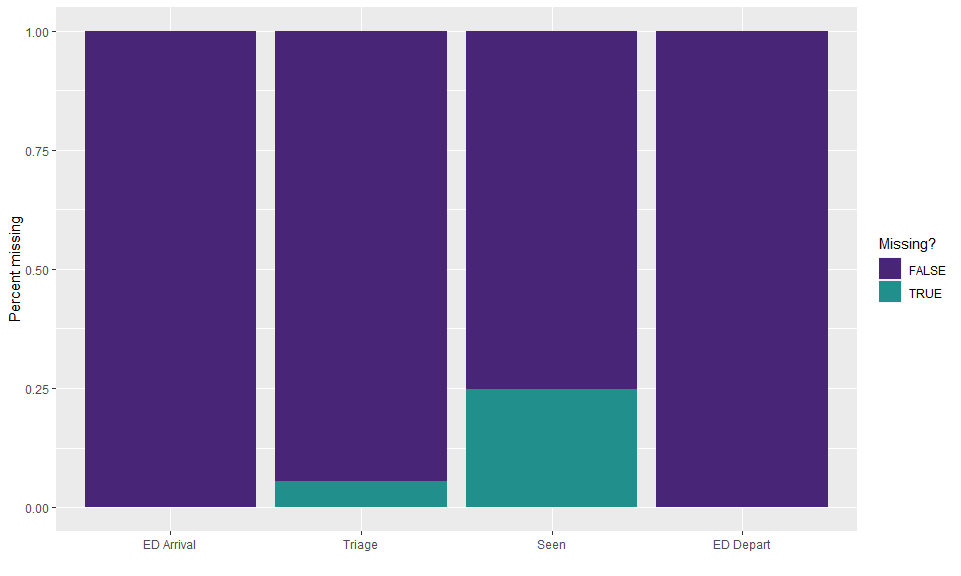 Percent missing
1.00
0.75
0.50
0.25
0.00
ED Arrival
Triage
Seen
ED Depart
Missing?
FALSE
TRUE